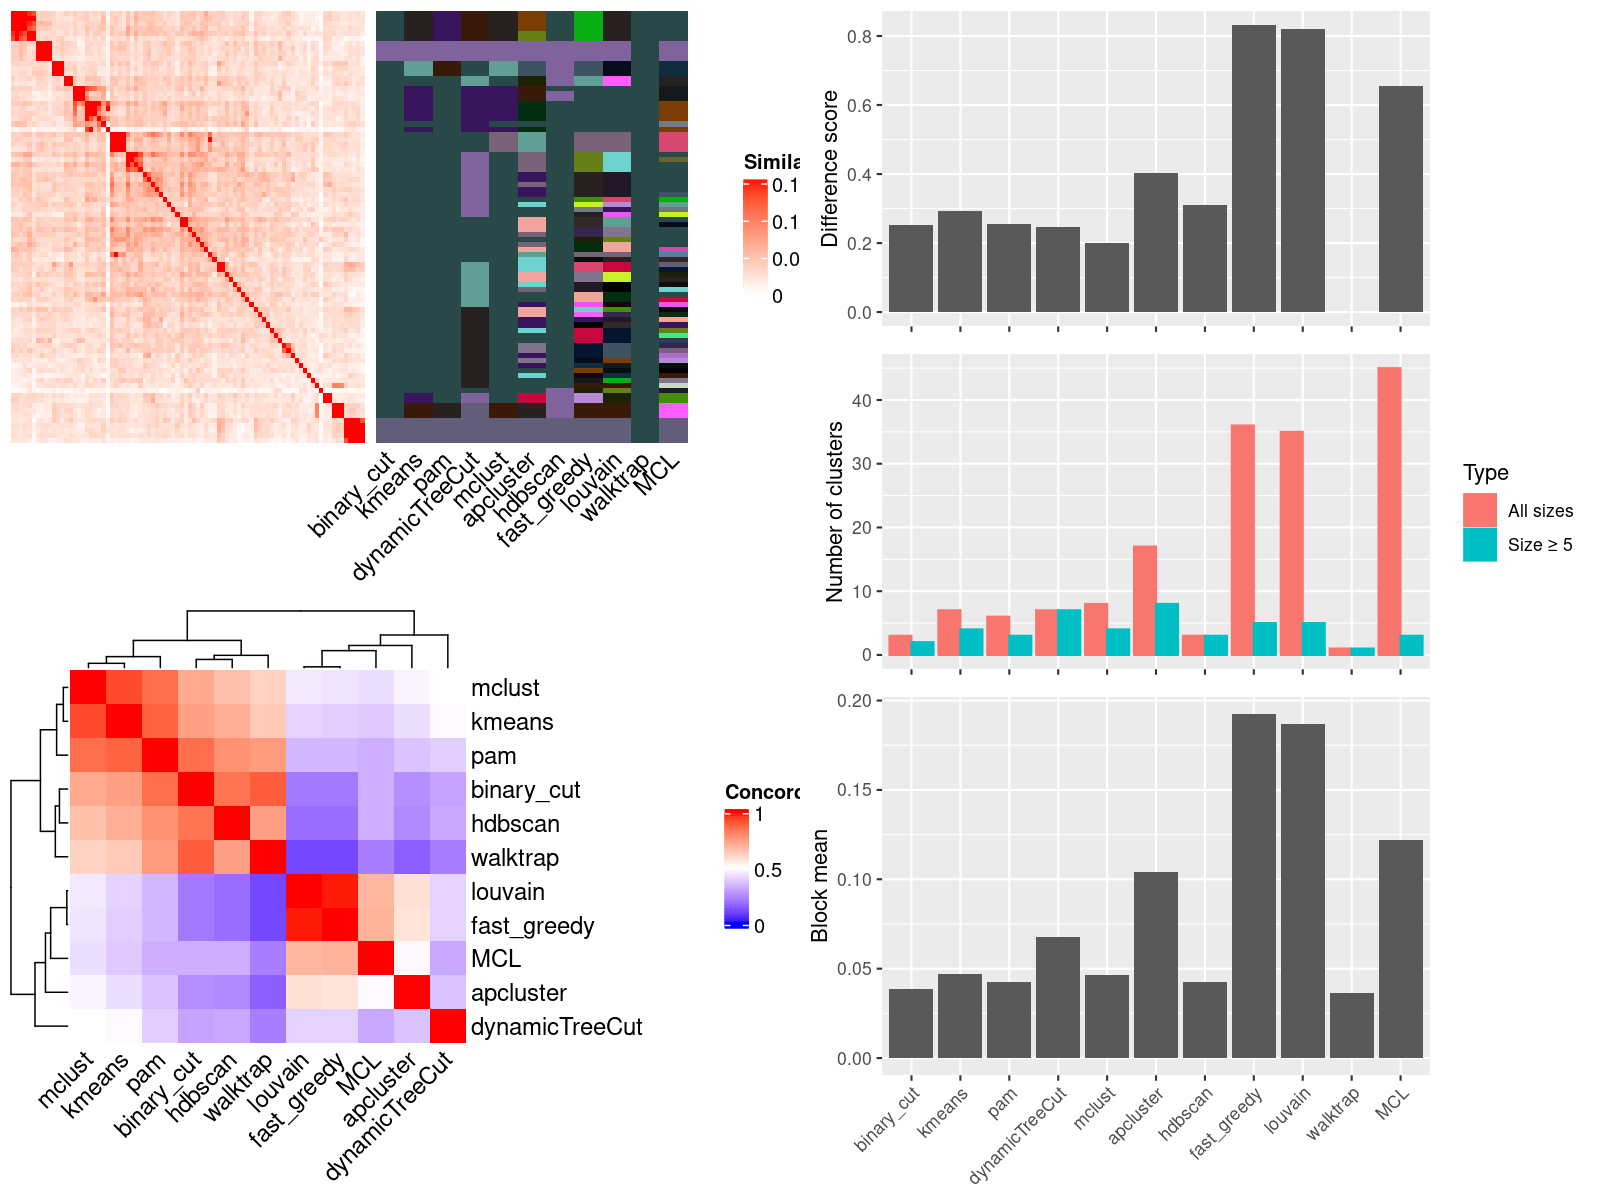 Simila
0.1
0.1
0.0
0
binary_cut
kmeans
pam
dynamicTreeCut
mclust
apcluster
hdbscan
fast_greedy
louvain
walktrap
MCL
mclust
kmeans
pam
binary_cut
hdbscan
walktrap
louvain
fast_greedy
MCL
apcluster
dynamicTreeCut
mclust
kmeans
pam
binary_cut
hdbscan
walktrap
louvain
fast_greedy
MCL
apcluster
dynamicTreeCut
Concord
1
0.5
0
Difference score
0.8
0.6
0.4
0.2
0.0
Number of clusters
40
30
20
10
0
Type
All sizes
Size ≥ 5
Block mean
0.20
0.15
0.10
0.05
0.00
binary_cut
kmeans
pam
dynamicTreeCut
mclust
apcluster
hdbscan
fast_greedy
louvain
walktrap
MCL